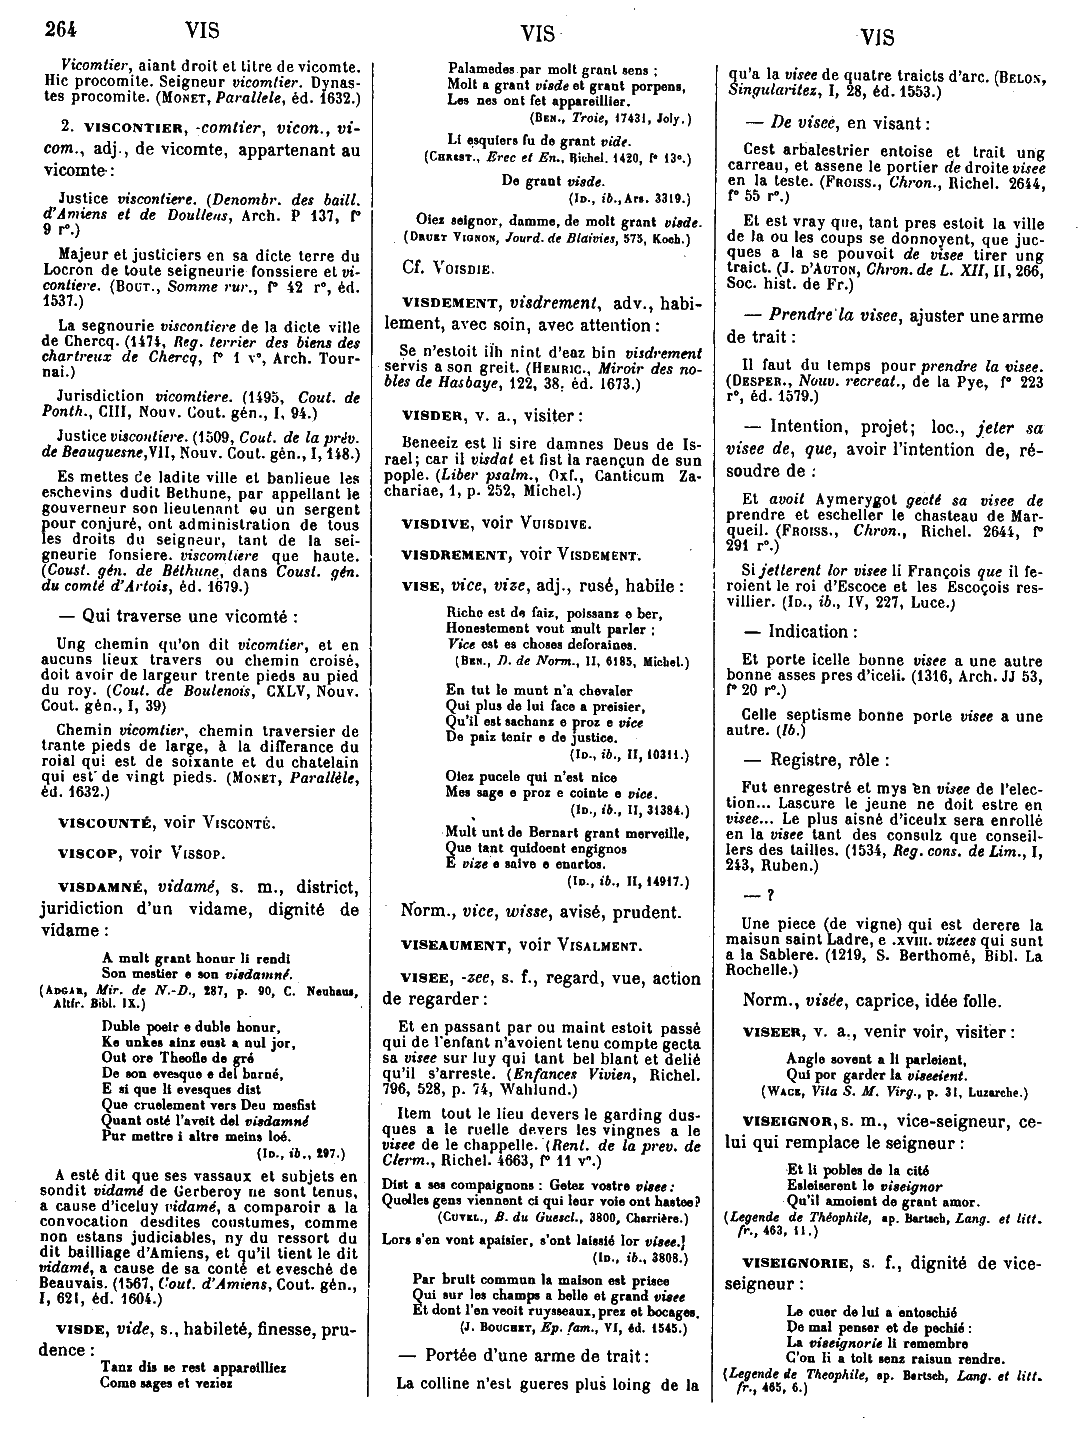 264 VIS VIS VIS
Vicomtier, aiant droit et titre de vicomte.
Hic procomite. Seigneur vicomtier. Dynas-
tes procomite. (MONET, Parallele, éd. 1632.)
2. VISCONTIER, -comtier, vicon., vi-
com., adj., de vicomte, appartenant au
vicomte :
Justice viscontiere. (Denombr. des baill.
d'Amiens et de Doullens, Arch. P 137, f°
9 r°.)
Majeur et justiciers en sa dicte terre du
Locron de toute seigneurie fonssiere et vi-
contiere. (BOUT., Somme rur., f° 42 r°, éd.
1537.)
La segnourie viscontiere de la dicte ville
de Chercq. (1474, Reg. terrier des biens des
chartreux de Chercq, f° 1 v°, Arch. Tour-
nai.)
Jurisdiction vicomtiere. (1495, Cout. de
Ponth., CIII, Nouv. Cout. gén., I, 94.)
Justice viscontiere. (1509, Cout. de la prév.
de Beauquesne, VII, Nouv. Cout. gén., I, 148.)
Es mettes de ladite ville et banlieue les
eschevins dudit Bethune, par appellant le
gouverneur son lieutenant ou un sergent
pour conjuré, ont administration de tous
les droits du seigneur, tant de la sei-
gneurie fonsiere. viscomtiere que haute.
(Coust. gén. de Béthune, dans Coust. gén.
du comté d'Artois, éd. 1679.)
— Qui traverse une vicomté :
Ung chemin qu'on dit vicomtier, et en
aucuns lieux travers ou chemin croisé,
doit avoir de largeur trente pieds au pied
du roy. (Cout. de Boulenois, CXLV, Nouv.
Cout. gén., I, 39)
Chemin vicomtier, chemin traversier de
trante pieds de large, à la differance du
roial qui est de soixante et du chatelain
qui est de vingt pieds. (MONET, Parallèle,
éd. 1632.)
VISCOUNTÉ, voir VISCONTÉ.
VISCOP, voir VISSOP.
VISDAMNÉ, vidamé, s. m., district,
juridiction d'un vidame, dignité de
vidame :
A mult grant honur li rendi
Son mestier e son visdamné.
(ADGAR, Mir. de N.-D., 287, p. 90, C. Neuhaus,
Altfr. Bibl. IX.)
Duble poeir e duble honur,
Ke unkes ainz eust a nul jor,
Out ore Theofle de gré
De son evesque e del barné,
E si que li evesques dist
Que cruelement vers Deu mesfist
Quant osté l'aveit del visdamné
Pur mettre i altre meins loé.
(ID., ib., 297.)
A esté dit que ses vassaux et subjets en
sondit vidamé de Gerberoy ne sont tenus,
a cause d'iceluy vidamé, a comparoir a la
convocation desdites coustumes, comme
non estans judiciables, ny du ressort du
dit bailliage d'Amiens, et qu'il tient le dit
vidamé, a cause de sa conté et evesché de
Beauvais. (1567, Cout. d'Amiens, Cout. gén.,
I, 621, éd. 1604.)
VISDE, vide, s., habileté, finesse, pru-
dence :
Tanz dis se rest appareilliez
Come sages et veziez
Palamedes par molt grant sens ;
Molt a grant visde et grant porpens,
Les nes ont fet appareillier.
(BEN., Troie, 17431, Joly.)
Li esquiers fu de grant vide.
(CHREST., Erec et En., Richel. 1420, f° 13°.)
De grant visde.
(ID., ib., Ars. 3319.)
Oiez seignor, damme, de molt grant visde.
(DRUET VIGNON, Jourd. de Blaivies, 575, Koch.)
Cf. VOISDIE.
VISDEMENT, visdrement, adv., habi-
lement, avec soin, avec attention :
Se n'estoit ilh nint d'eaz bin visdrement
servis a son greit. (HEMRIC., Miroir des no-
bles de Hasbaye, 122, 38, éd. 1673.)
VISDER, v. a., visiter :
Beneeiz est li sire damnes Deus de Is-
rael ; car il visdat et fist la raençun de sun
pople. (Liber psalm., Oxf., Canticum Za-
chariae, 1, p. 252, Michel.)
VISDIVE, voir VUISDIVE.
VISDREMENT, voir VISDEMENT.
VISE, vice, vize, adj., rusé, habile :
Riche est de faiz, poissanz e ber,
Honestement vout mult parler ;
Vice est es choses deforaines.
(BEN., D. de Norm., II, 6185, Michel.)
En tut le munt n'a chevaler
Qui plus de lui face a preisier,
Qu'il est sachanz e proz e vice
De paiz tenir e de justice.
(ID., ib., II, 10311.)
Oiez pucele qui n'est nice
Mes sage e proz e cointe e vice.
(ID., ib., II, 31384.)
Mult unt de Bernart grant merveille,
Que tant quidoent engignos
E vize e saive e enartos.
(ID., ib., II, 14917.)
Norm., vice, wisse, avisé, prudent.
VISEAUMENT, voir VISALMENT.
VISEE, -zee, s. f., regard, vue, action
de regarder :
Et en passant par ou maint estoit passé
qui de l'enfant n'avoient tenu compte gecta
sa visee sur luy qui tant bel blant et delié
qu'il s'arreste. (Enfances Vivien, Richel.
796, 528, p. 74, Wahlund.)
Item tout le lieu devers le garding dus-
ques a le ruelle devers les vingnes a le
visee de le chappelle. (Rent. de la prev. de
Clerm., Richel. 4663, f° 11 v°.)
Dist a ses compaignons : Getez vostre visee :
Quelles gens viennent ci qui leur voie ont hastee ?
(CUVEL., B. du Guescl., 3800, Charrière.)
Lors s'en vont apaisier, s'ont laissié lor visee.
(ID., ib., 3808.)
Par bruit commun la maison est prisee
Qui sur les champs a belle et grand visee
Et dont l'en veoit ruysseaux, prez et bocages.
(J. BOUCHET, Ep. fam., VI, éd. 1545.)
— Portée d'une arme de trait :
La colline n'est gueres plus loing de la
qu'a la visee de quatre traicts d'arc. (BELON,
Singularitez, I, 28, éd. 1553.)
— De visee, en visant :
Cest arbalestrier entoise et trait ung
carreau, et assene le portier de droite visee
en la teste. (FROISS., Chron., Richel. 2644,
f° 55 r°.)
Et est vray que, tant pres estoit la ville
de la ou les coups se donnoyent, que juc-
ques a la se pouvoit de visee tirer ung
traict. (J. D'AUTON, Chron. de L. XII, II, 266,
Soc. hist. de Fr.)
— Prendre la visee, ajuster une arme
de trait :
Il faut du temps pour prendre la visee.
(DESPER., Nouv. recreat., de la Pye, f° 223
r°, éd. 1579.)
— Intention, projet ; loc., jeter sa
visee de, que, avoir l'intention de, ré-
soudre de :
Et avoit Aymerygot gecté sa visee de
prendre et escheller le chasteau de Mar-
queil. (FROISS., Chron., Richel. 2644, f°
291 r°.)
Si jetterent lor visee li François que il fe-
roient le roi d'Escoce et les Escoçois res-
villier. (ID., ib., IV, 227, Luce.)
— Indication :
Et porte icelle bonne visee a une autre
bonne asses pres d'iceli. (1316, Arch. JJ 53,
f° 20 r°.)
Celle septisme bonne porte visee a une
autre. (Ib.)
— Registre, rôle :
Fut enregestré et mys en visee de l'elec-
tion... Lascure le jeune ne doit estre en
visee... Le plus aisné d'iceulx sera enrollé
en la visee tant des consulz que conseil-
lers des tailles. (1534, Reg. cons. de Lim., I,
243, Ruben.)
— ?
Une piece (de vigne) qui est derere la
maisun saint Ladre, e .XVIII. vizees qui sunt
a la Sablere. (1219, S. Berthomé, Bibl. La
Rochelle.)
Norm., visée, caprice, idée folle.
VISEER, v. a., venir voir, visiter :
Angle sovent a li parleient,
Qui por garder la viseeient.
(WACE, Vita S. M. Virg., p. 31, Luzarche.)
VISEIGNOR, s. m., vice-seigneur, ce-
lui qui remplace le seigneur :
Et li pobles de la cité
Esleiserent le viseignor
Qu'il amoient de grant amor.
(Legende de Théophile, ap. Bartsch, Lang. et litt.
fr., 463, 11.)
VISEIGNORIE, s. f., dignité de vice-
seigneur :
Le cuer de lui a entoschié
De mal penser et de pechié :
La viseignorie li remembre
C'on li a tolt senz raisun rendre.
(Legende de Theophile, ap. Bartsch, Lang. et litt.
fr., 465, 6.)